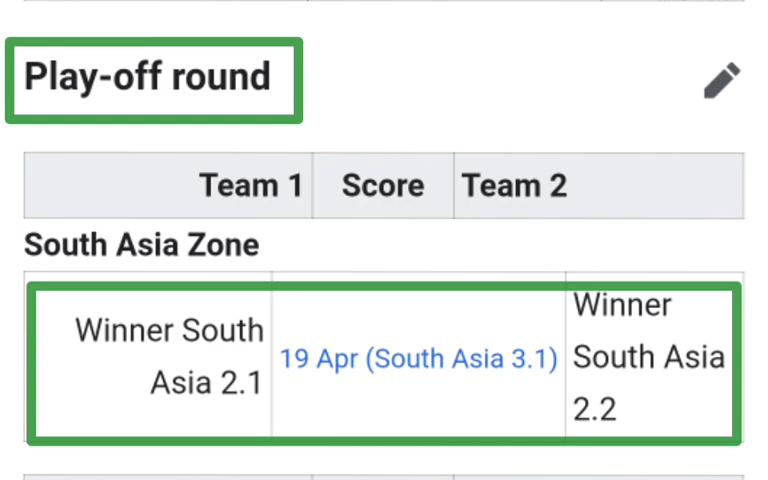 Play-off round
Team 1 Score Team 2
South Asia Zone
Winner South
Asia 2.1
19 Apr (South Asia 3.1)
Winner
South Asia
2.2